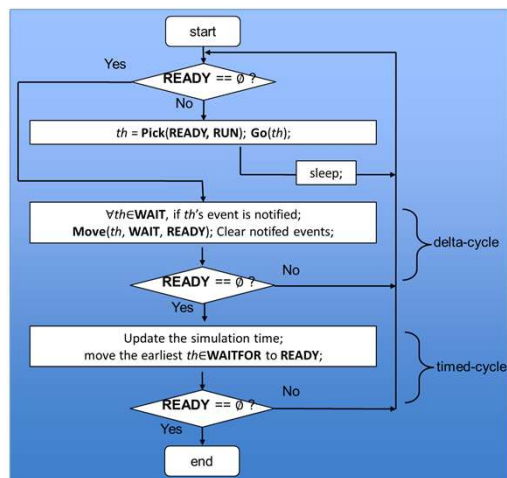 start
Yes
READY == ∅ ?
No
th = Pick(READY, RUN); Go(th);
sleep;
∀th∈WAIT, if th's event is notified;
Move(th, WAIT, READY); Clear notifed events;
delta-cycle
READY == ∅ ?
No
Yes
Update the simulation time;
move the earliest th∈WAITFOR to READY;
timed-cycle
No
READY == ∅ ?
Yes
end